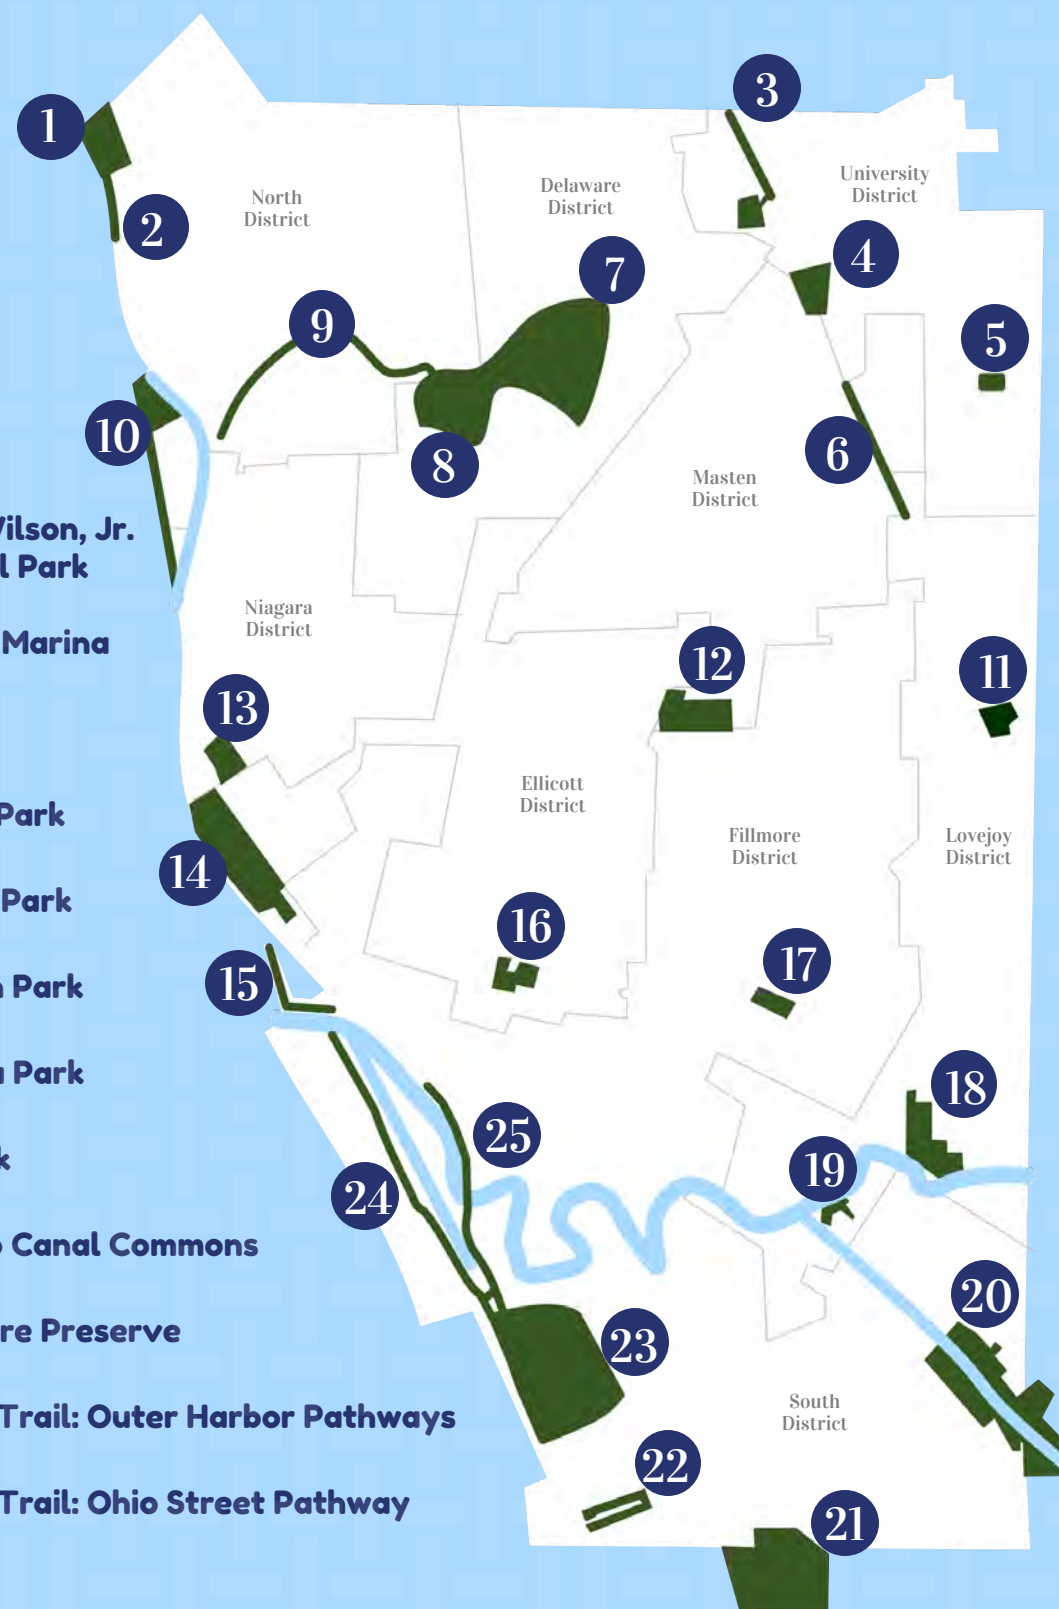 3
1
University
District
Delaware
District
North
District
2
4
7
9
5
10
6
8
Masten
District
Wilson, Jr.
l Park
Niagara
District
Marina
12
11
13
Ellicott
District
Park
Fillmore
District
Lovejoy
District
14
Park
16
17
15
n Park
a Park
18
25
k
19
24
o Canal Commons
20
re Preserve
23
Trail: Outer Harbor Pathways
South
District
22
Trail: Ohio Street Pathway
21